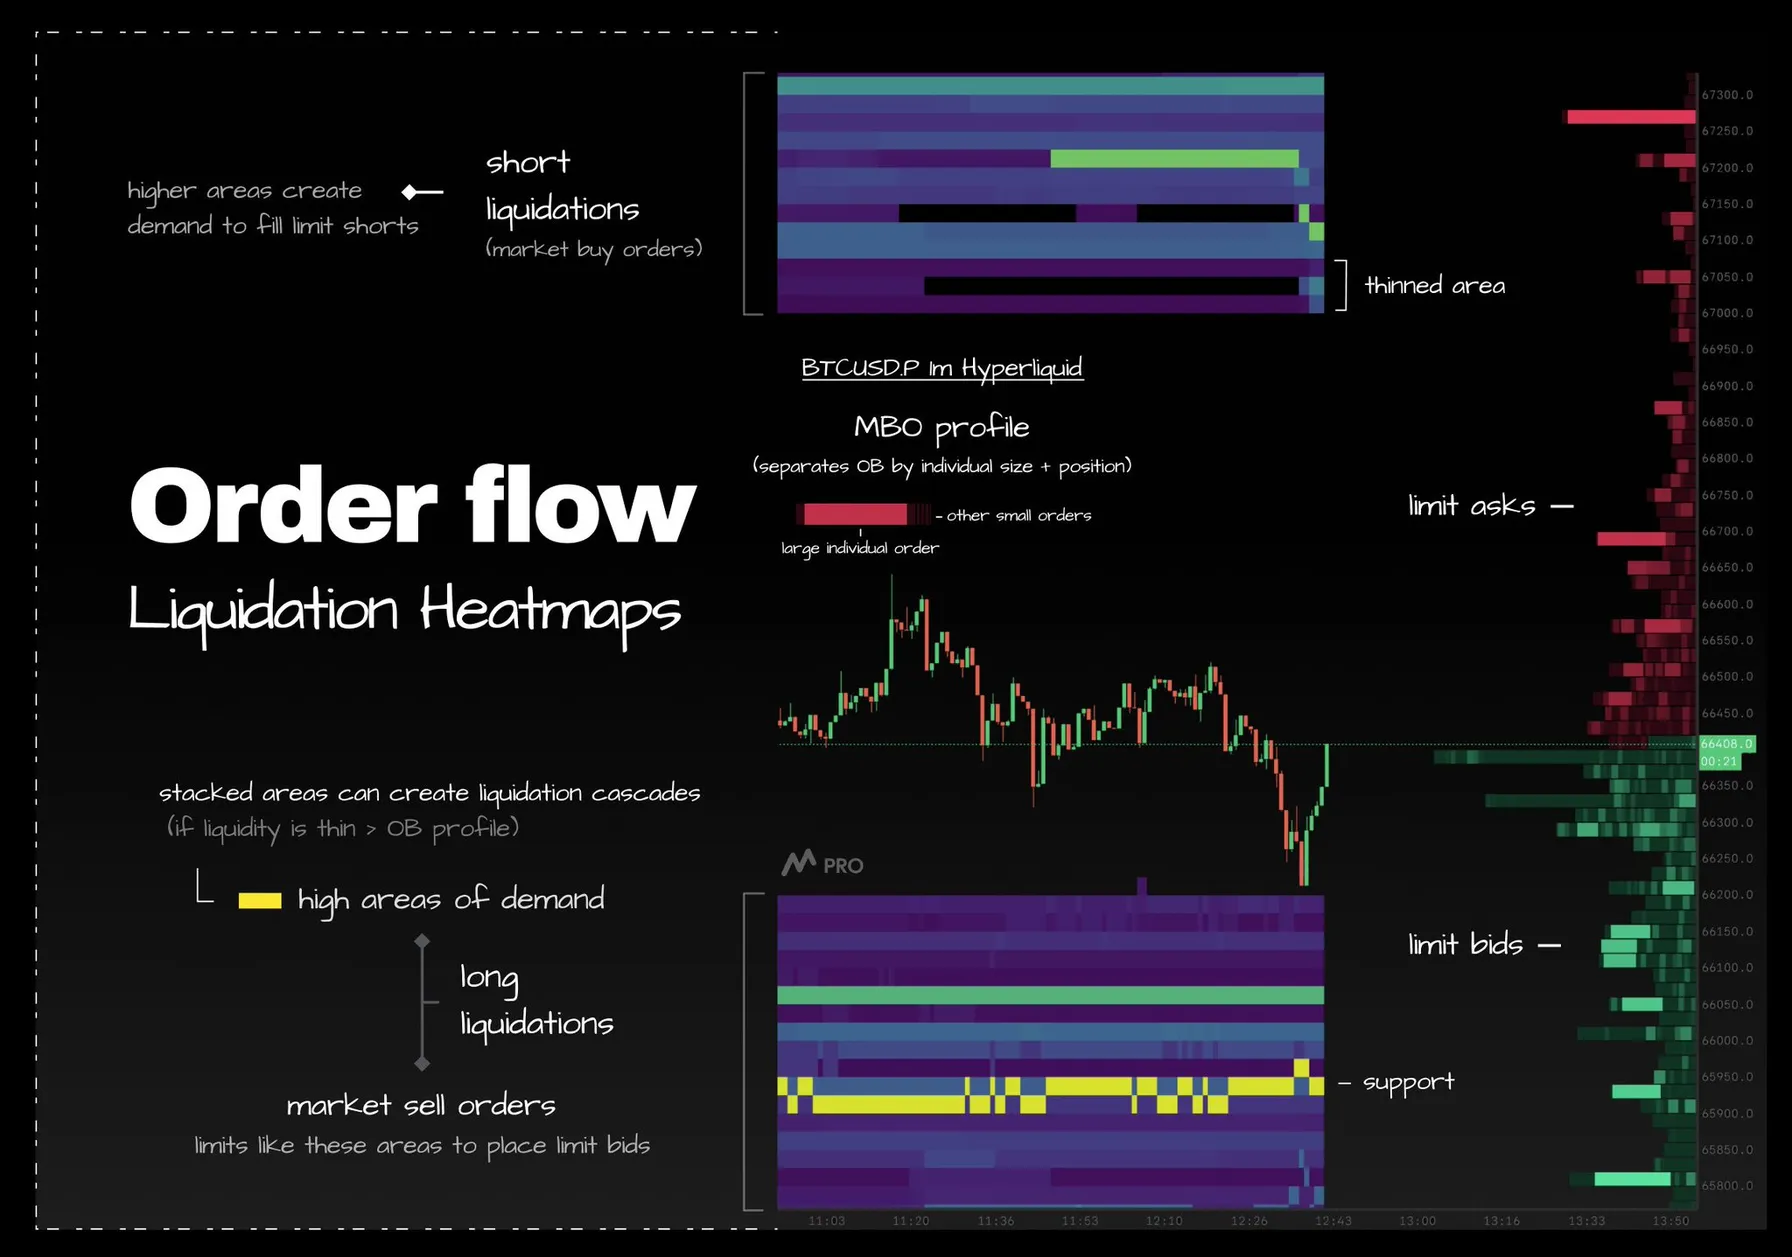 short
liquidations
(market buy orders)
higher areas create
demand to fill limit shorts
thinned area
BTCUSD.P 1m Hyperliquid
MBO profile
(separates OB by individual size + position)
- other small orders
large individual order
Order flow
Liquidation Heatmaps
limit asks
stacked areas can create liquidation cascades
(if liquidity is thin > OB profile)
high areas of demand
long
liquidations
market sell orders
limits like these areas to place limit bids
PRO
limit bids
support
67300.0
67250.0
67200.0
67150.0
67100.0
67050.0
67000.0
66950.0
66900.0
66850.0
66800.0
66750.0
66700.0
66650.0
66600.0
66550.0
66500.0
66450.0
66408.0
00:21
66350.0
66300.0
66250.0
66200.0
66150.0
66100.0
66050.0
66000.0
65950.0
65900.0
65850.0
65800.0
11:03 11:20 11:36 11:53 12:10 12:26 12:43 13:00 13:16 13:33 13:50